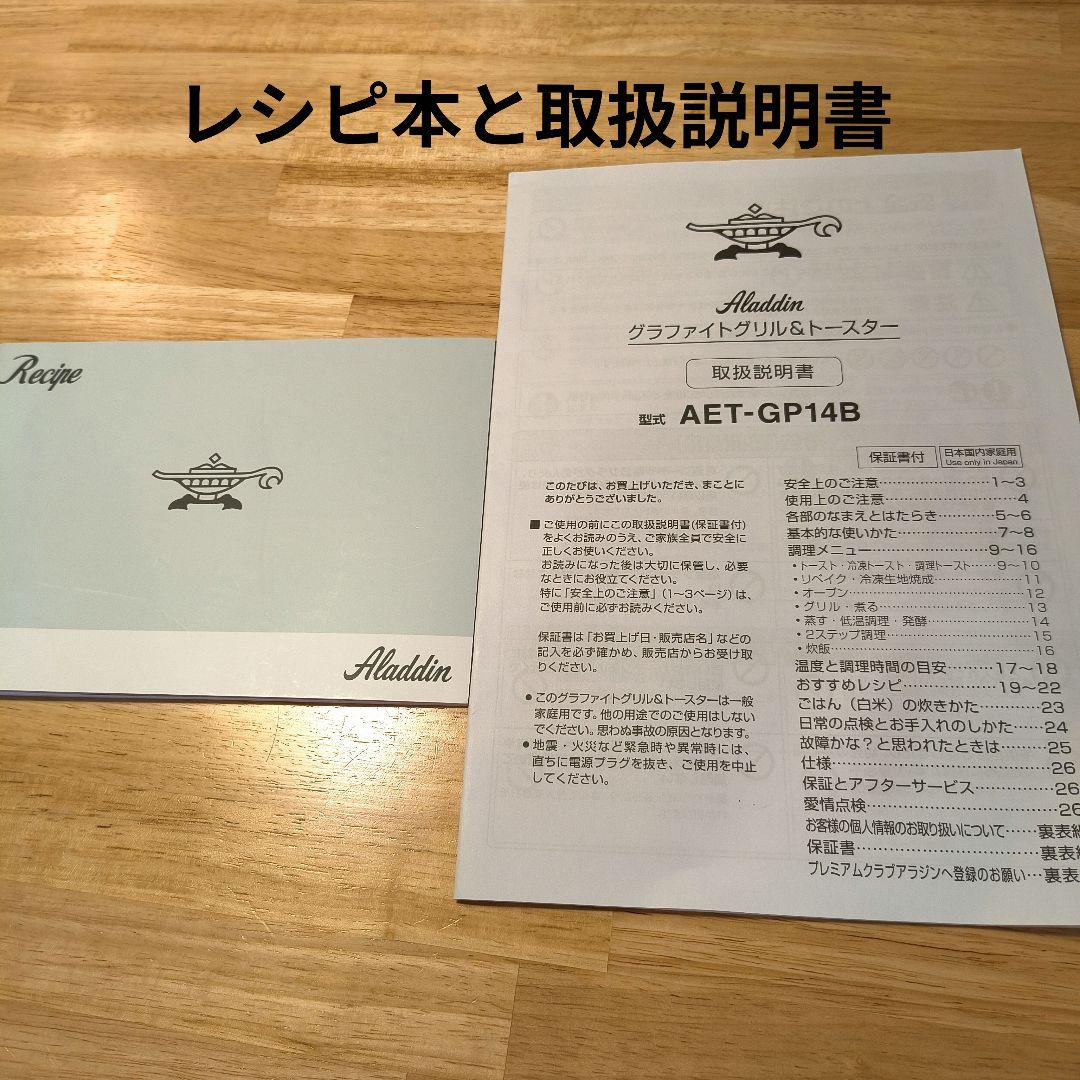 レシピ本と取扱説明書
Recipe
Aladdin
Aladdin
グラファイトグリル&トースター
取扱説明書
型式 AET-GP14B
保証書付
日本国内家庭用
Use only in Japan
このたびは、お買上げいただき、まことに
ありがとうございました。
■ご使用の前にこの取扱説明書(保証書付)
をよくお読みのうえ、ご家族全員で安全に
正しくお使いください。
お読みになった後は大切に保管し、必要
なときにお役立てください。
特に「安全上のご注意」(1〜3ページ)は、
ご使用前に必ずお読みください。
保証書は「お買上げ日・販売店名」などの
記入を必ず確かめ、販売店からお受け取
りください。
●このグラファイトグリル&トースターは一般
家庭用です。他の用途でのご使用はしない
でください。思わぬ事故の原因となります。
●地震・火災など緊急時や異常時には、
直ちに電源プラグを抜き、ご使用を中止
してください。
安全上のご注意……………………1〜3
使用上のご注意…………………………4
各部のなまえとはたらき…………5〜6
基本的な使いかた…………………7〜8
調理メニュー………………………9〜16
・トースト・冷凍トースト・調理トースト……9〜10
・リベイク・冷凍生地焼成………………11
・オーブン…………………………………12
・グリル・煮る……………………………13
・蒸す・低温調理・発酵…………………14
・2ステップ調理…………………………15
・炊飯………………………………………16
温度と調理時間の目安………17〜18
おすすめレシピ………………19〜22
ごはん(白米)の炊きかた…………23
日常の点検とお手入れのしかた……24
故障かな?と思われたときは………25
仕様……………………………………26
保証とアフターサービス……………26
愛情点検………………………………26
お客様の個人情報のお取り扱いについて……裏表紙
保証書…………………………………裏表紙
プレミアムクラブアラジンへ登録のお願い…裏表